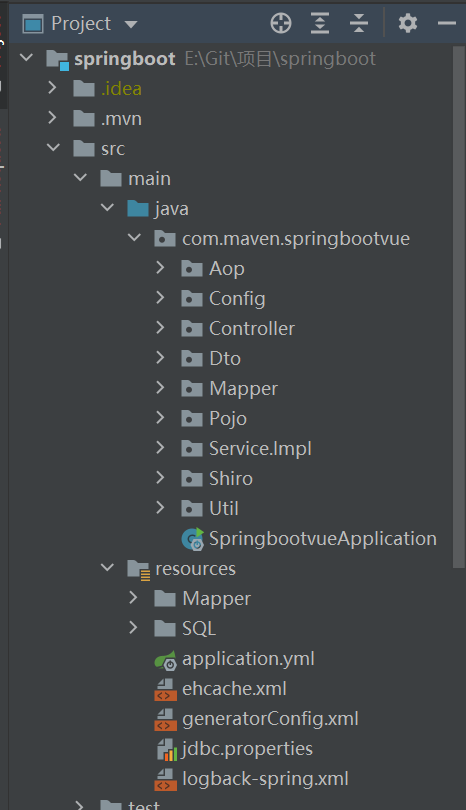 Project
springboot E:\Git\项目\springboot
.idea
.mvn
src
main
java
com.maven.springbootvue
Aop
Config
Controller
Dto
Mapper
Pojo
Service.Impl
Shiro
Util
SpringbootvueApplication
resources
Mapper
SQL
application.yml
ehcache.xml
generatorConfig.xml
jdbc.properties
logback-spring.xml
test